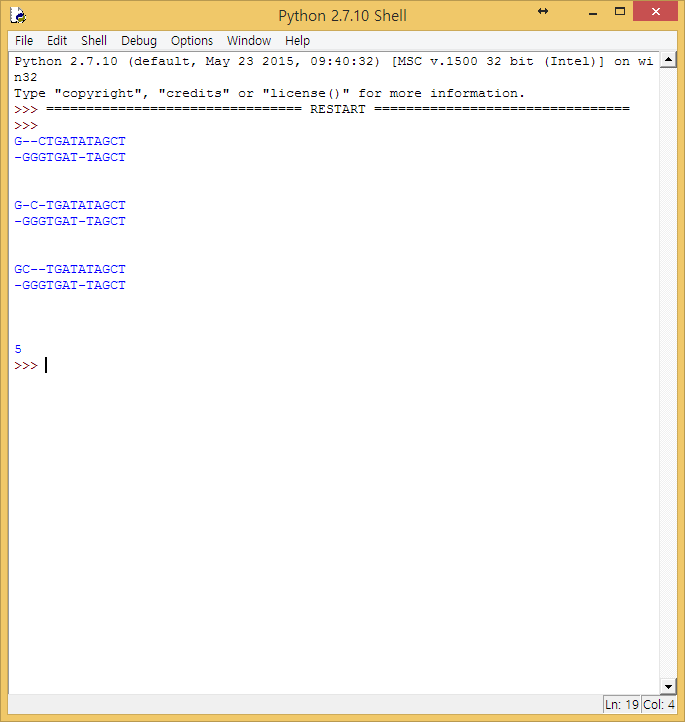 Python 2.7.10 Shell
File Edit Shell Debug Options Window Help
Python 2.7.10 (default, May 23 2015, 09:40:32) [MSC v.1500 32 bit (Intel)] on wi
n32
Type "copyright", "credits" or "license()" for more information.
>>> ================================ RESTART ================================
>>>
G--CTGATATAGCT
-GGGTGAT-TAGCT
G-C-TGATATAGCT
-GGGTGAT-TAGCT
GC--TGATATAGCT
-GGGTGAT-TAGCT
5
>>>
Ln: 19 Col: 4